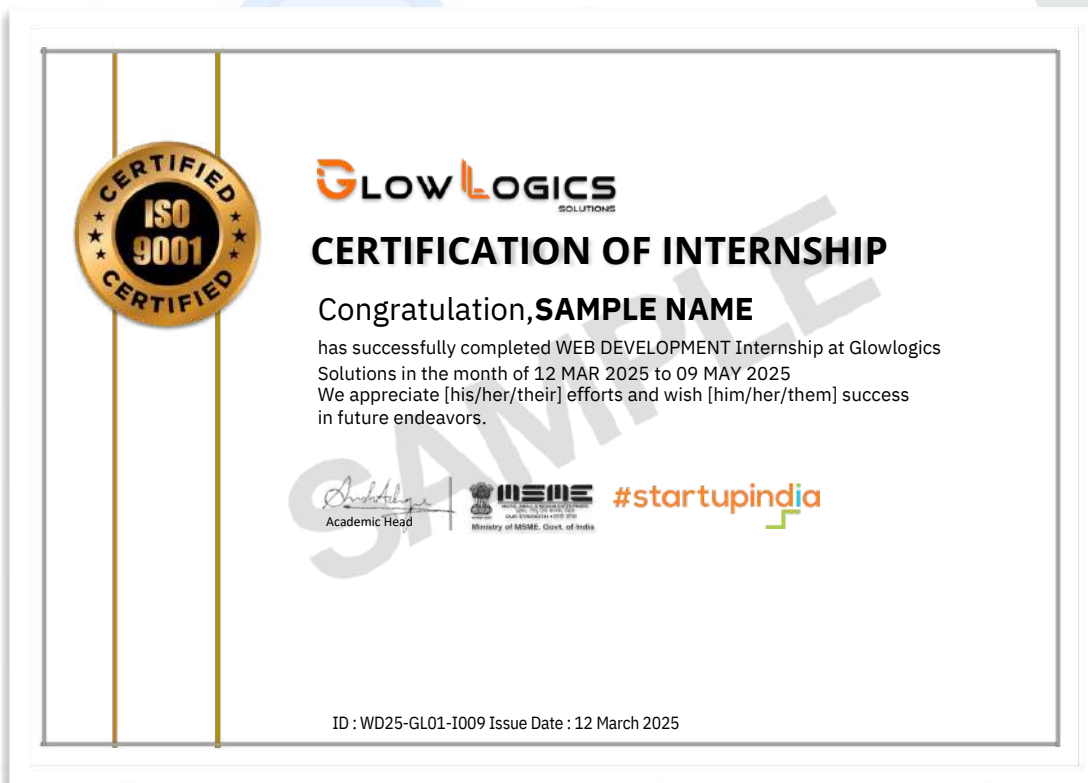 CERTIFIED
ISO
9001
CERTIFIED
GLOW LOGICS
SOLUTIONS
CERTIFICATION OF INTERNSHIP
Congratulation,SAMPLE NAME
has successfully completed WEB DEVELOPMENT Internship at Glowlogics
Solutions in the month of 12 MAR 2025 to 09 MAY 2025
We appreciate [his/her/their] efforts and wish [him/her/them] success
in future endeavors.
SAMPLE
Academic Head
MSME
Ministry of MSME, Govt. of India
#startupindia
ID : WD25-GL01-I009 Issue Date : 12 March 2025